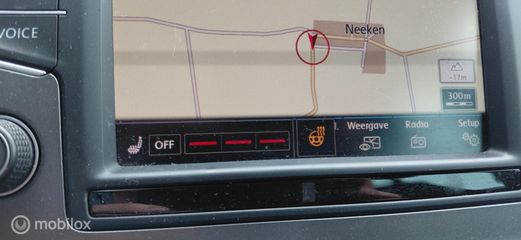 VOICE
Neeken
-17m
300m
OFF
Weergave
Radio
Setup
mobilox